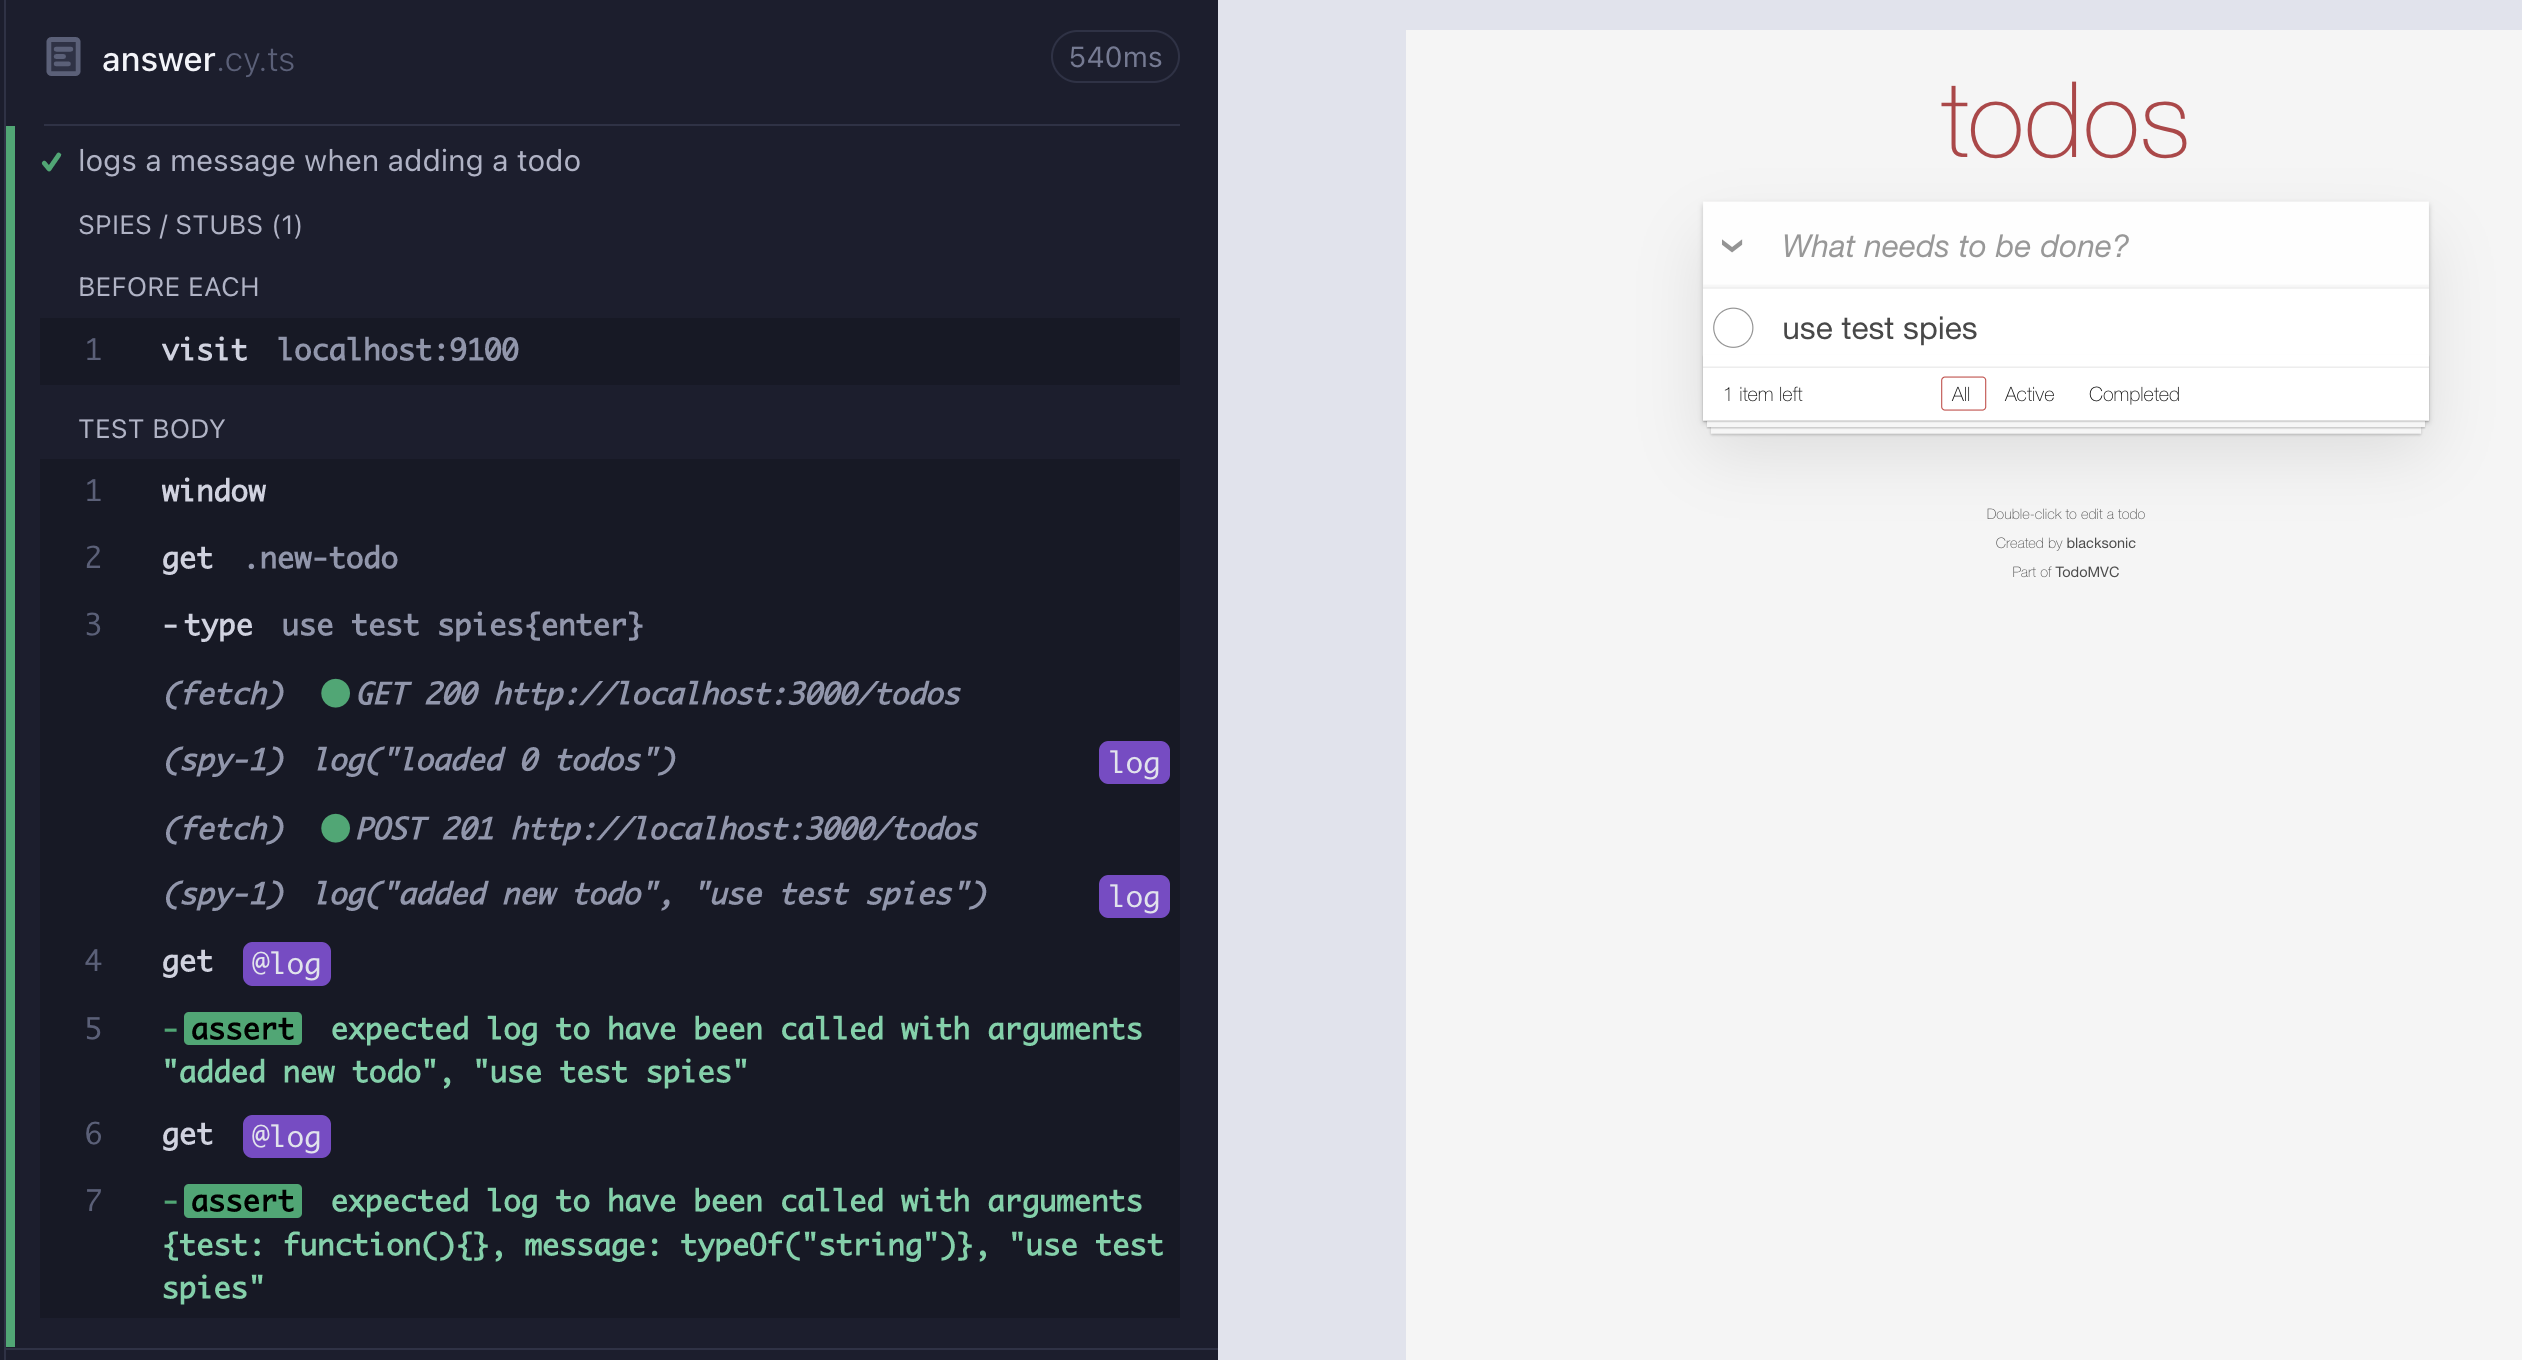 answer.cy.ts
540ms
logs a message when adding a todo
SPIES / STUBS (1)
BEFORE EACH
1 visit localhost:9100
TEST BODY
1 window
2 get .new-todo
3 -type use test spies{enter}
(fetch) GET 200 http://localhost:3000/todos
(spy-1) log("loaded 0 todos") log
(fetch) POST 201 http://localhost:3000/todos
(spy-1) log("added new todo", "use test spies") log
4 get @log
5 -assert expected log to have been called with arguments
"added new todo", "use test spies"
6 get @log
7 -assert expected log to have been called with arguments
{test: function(){}, message: typeOf("string")}, "use test
spies"
todos
What needs to be done?
use test spies
1 item left All Active Completed
Double-click to edit a todo
Created by blacksonic
Part of TodoMVC